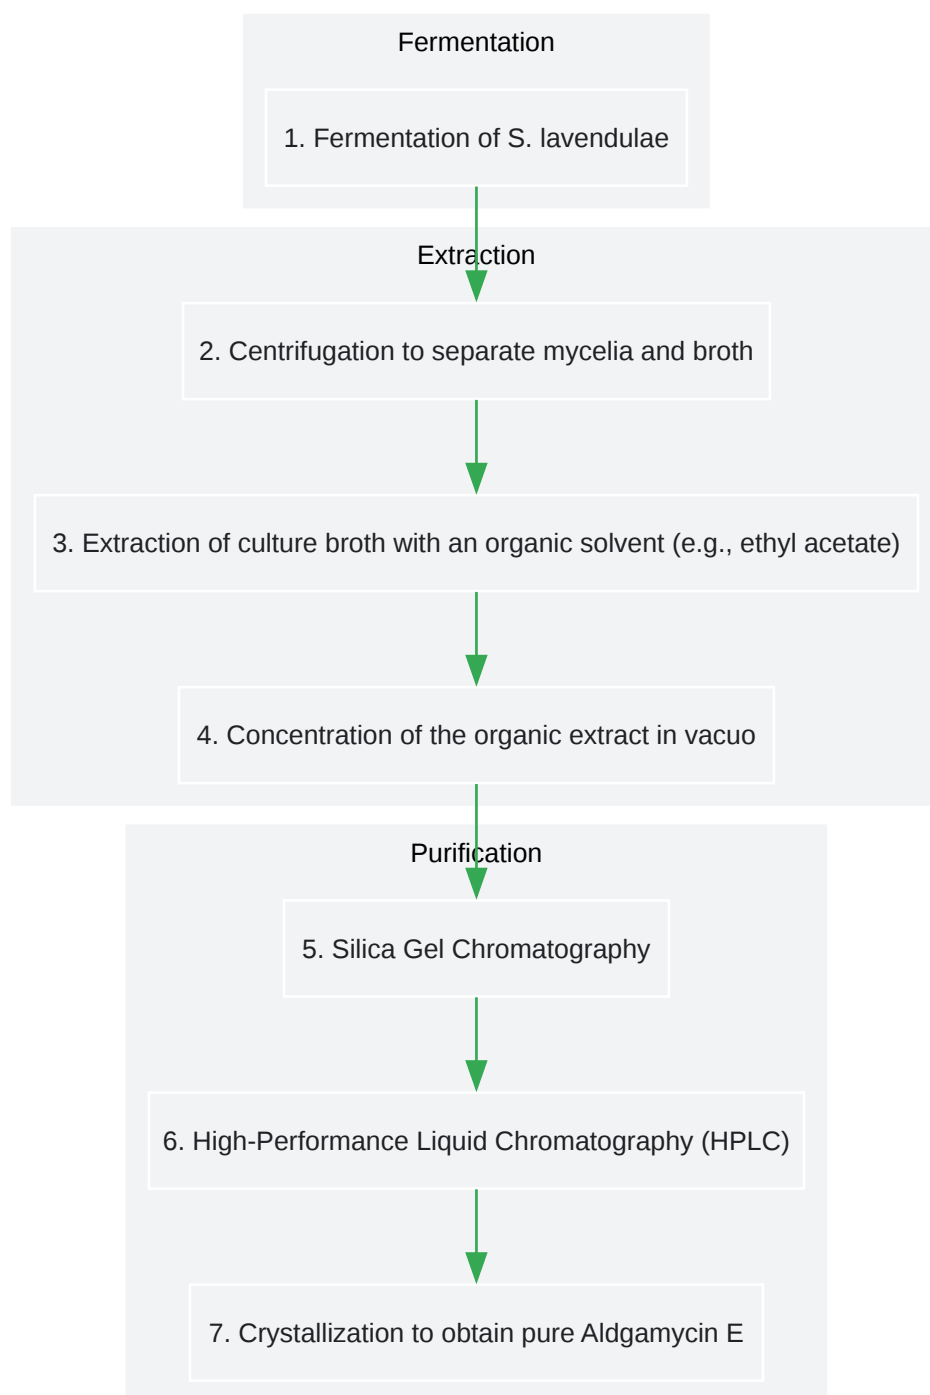 Fermentation
1. Fermentation of S. lavendulae
Extraction
2. Centrifugation to separate mycelia and broth
3. Extraction of culture broth with an organic solvent (e.g., ethyl acetate)
4. Concentration of the organic extract in vacuo
Purification
5. Silica Gel Chromatography
6. High-Performance Liquid Chromatography (HPLC)
7. Crystallization to obtain pure Aldgamycin E